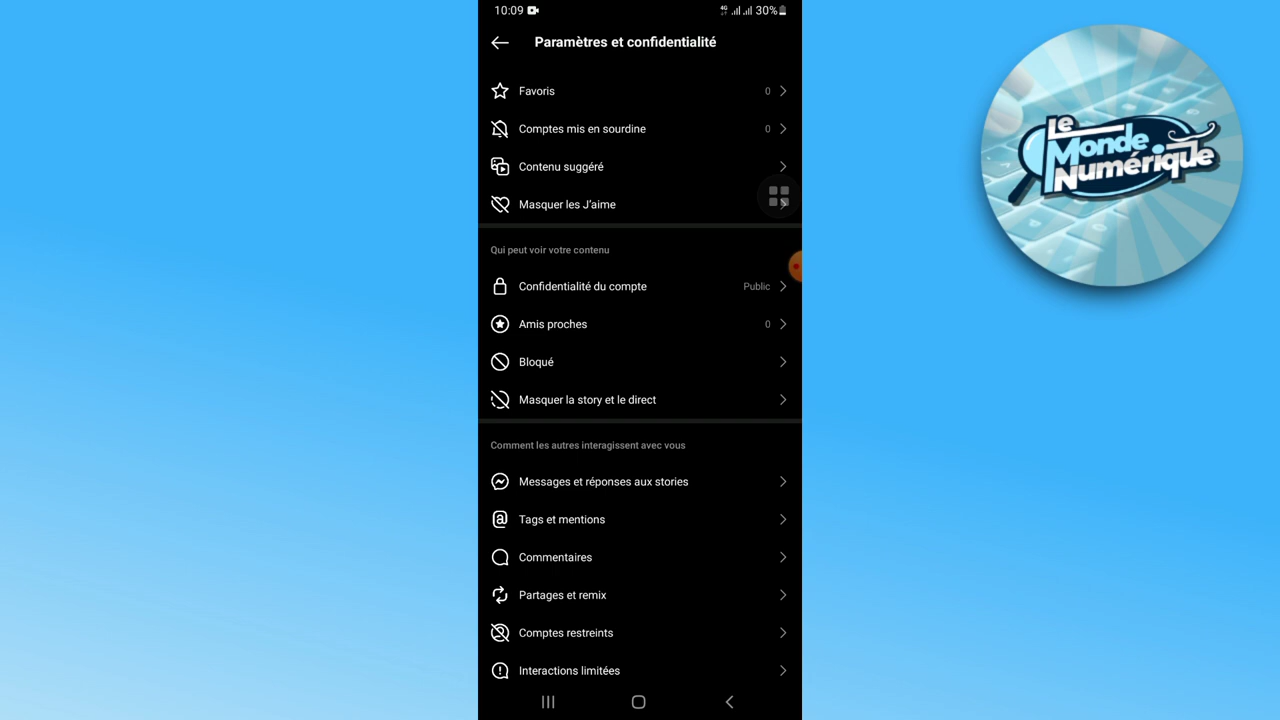 10:09
4G
30%
Paramètres et confidentialité
Favoris
0
Comptes mis en sourdine
0
Contenu suggéré
Masquer les J’aime
Qui peut voir votre contenu
Confidentialité du compte
Public
Amis proches
0
Bloqué
Masquer la story et le direct
Comment les autres interagissent avec vous
Messages et réponses aux stories
Tags et mentions
Commentaires
Partages et remix
Comptes restreints
Interactions limitées
Le
Monde
Numérique